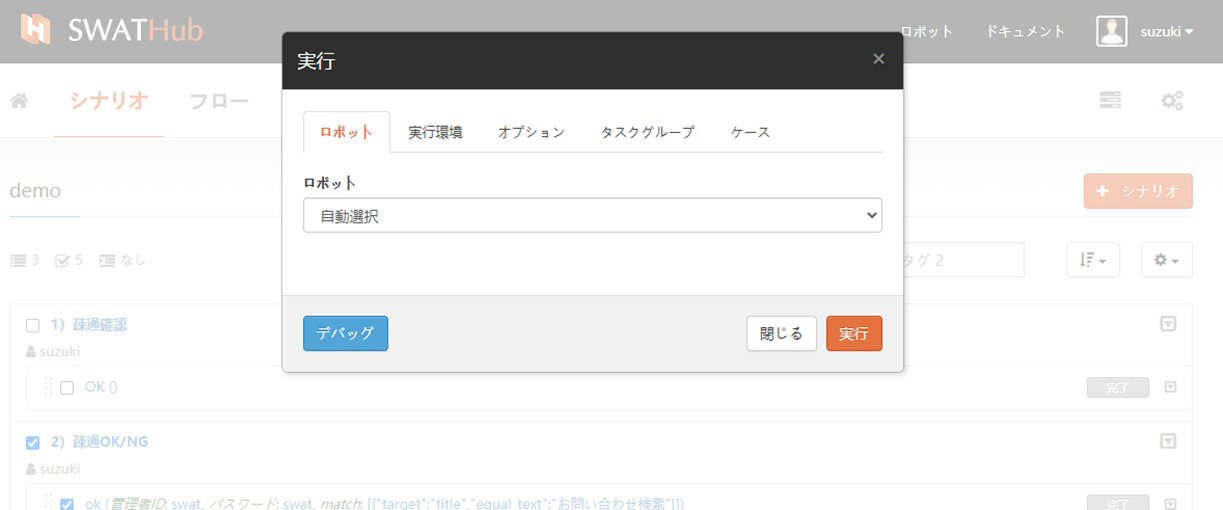 SWATHub
ロボット ドキュメント suzuki
実行 ×
シナリオ フロー
ロボット 実行環境 オプション タスクグループ ケース
demo
ロボット
自動選択
シナリオ
3 5 なし
タグ 2
デバッグ 閉じる 実行
1) 疎通確認
suzuki
OK () 完了
2) 疎通OK/NG
suzuki
ok (管理者ID: swat, パスワード: swat, match: [{"target":"title","equal_text":"お問い合わせ検索"}]) 完了